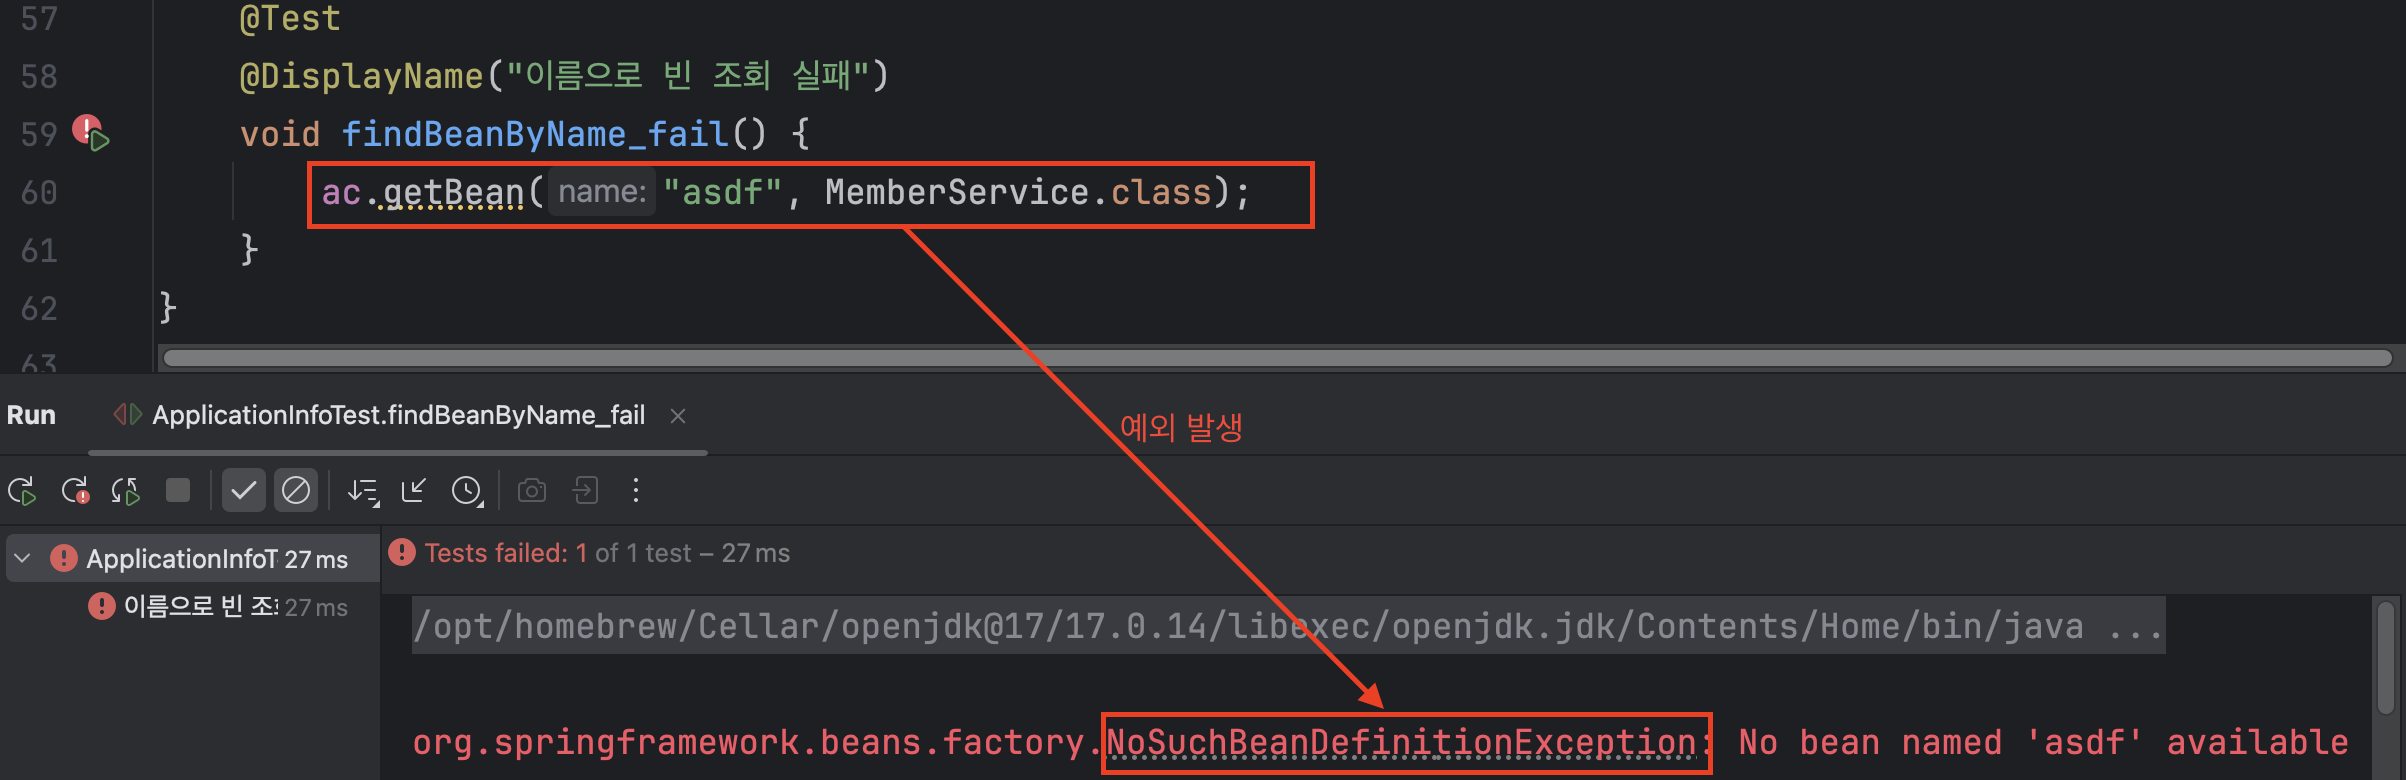 57 @Test
58 @DisplayName("이름으로 빈 조회 실패")
59 void findBeanByName_fail() {
60 ac.getBean( name: "asdf", MemberService.class);
61 }
62 }
63
Run ApplicationInfoTest.findBeanByName_fail ×
예외 발생
ApplicationInfoT 27 ms
Tests failed: 1 of 1 test – 27 ms
이름으로 빈 조 27 ms
/opt/homebrew/Cellar/openjdk@17/17.0.14/libexec/openjdk.jdk/Contents/Home/bin/java ...
org.springframework.beans.factory.NoSuchBeanDefinitionException: No bean named 'asdf' available